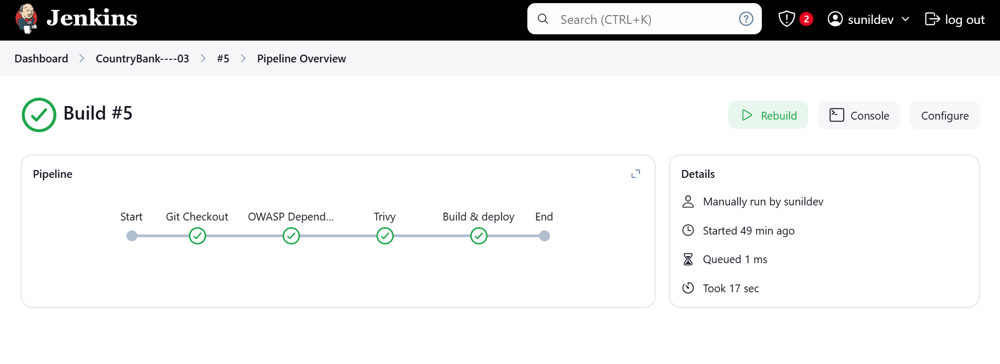 Jenkins
Search (CTRL+K)
?
2
sunildev
log out
Dashboard
CountryBank----03
#5
Pipeline Overview
Build #5
Rebuild
Console
Configure
Pipeline
Start
Git Checkout
OWASP Depend...
Trivy
Build & deploy
End
Details
Manually run by sunildev
Started 49 min ago
Queued 1 ms
Took 17 sec